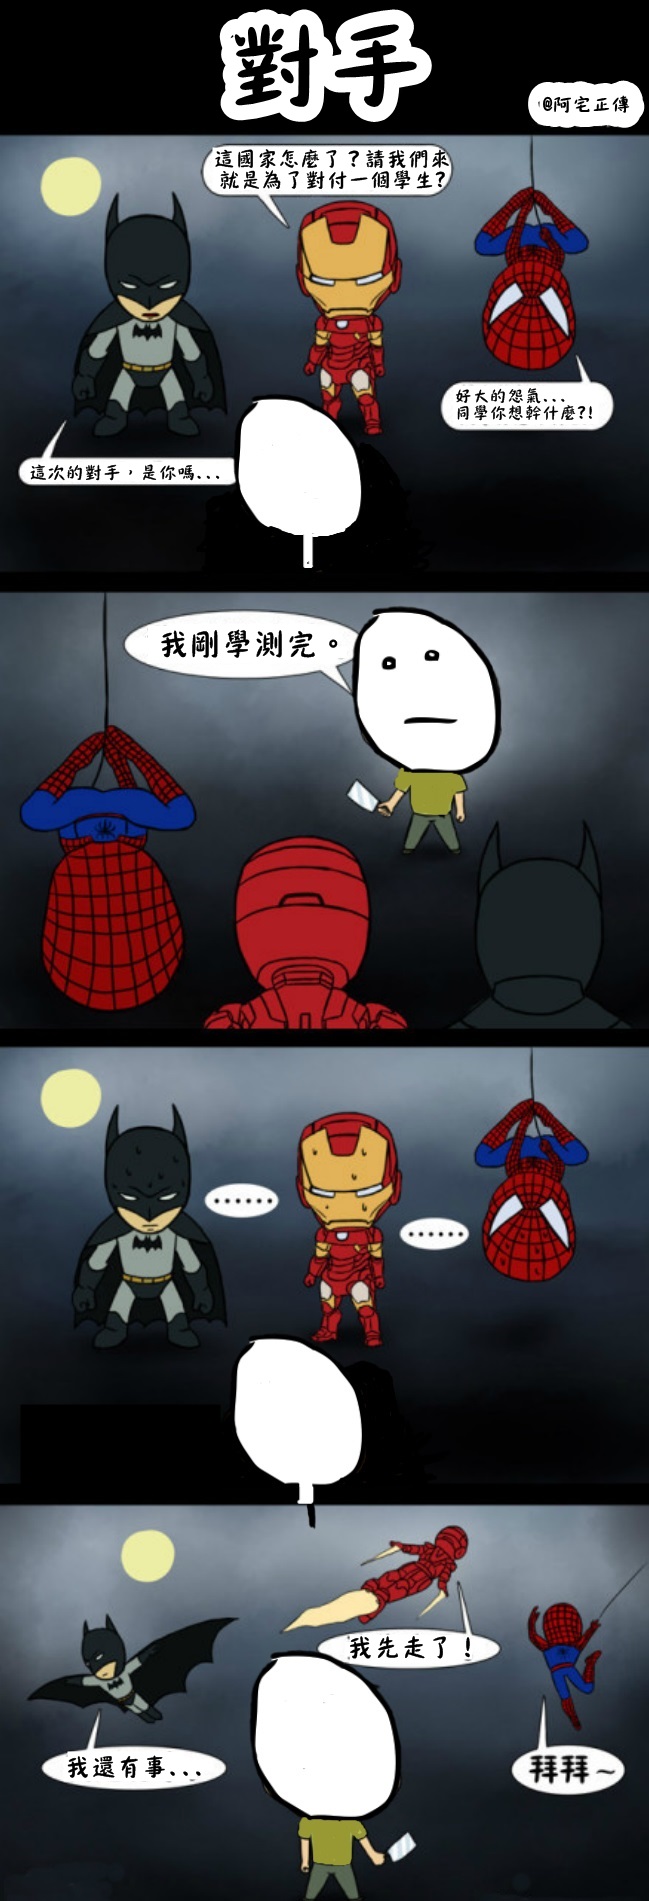 對手
@阿宅正傳
這國家怎麼了?請我們來
就是為了對付一個學生?
好大的怨氣...
同學你想幹什麼?!
這次的對手,是你嗎...
我剛學測完。
......
......
我先走了!
我還有事...
拜拜~